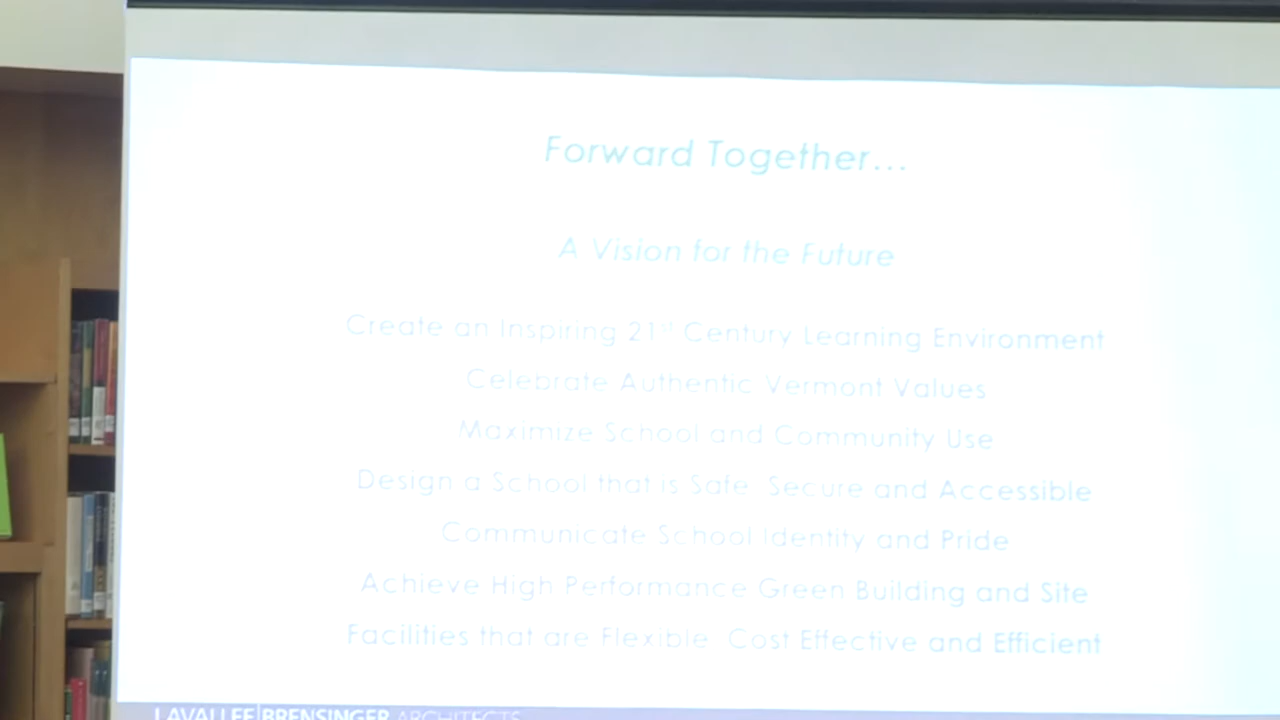 Forward Together...
A Vision for the Future
Create an Inspiring 21st Century Learning Environment
Celebrate Authentic Vermont Values
Maximize School and Community Use
Design a School that is Safe Secure and Accessible
Communicate School Identity and Pride
Achieve High Performance Green Building and Site
Facilities that are Flexible Cost Effective and Efficient
LAVALLEE|BRENSINGER ARCHITECTS